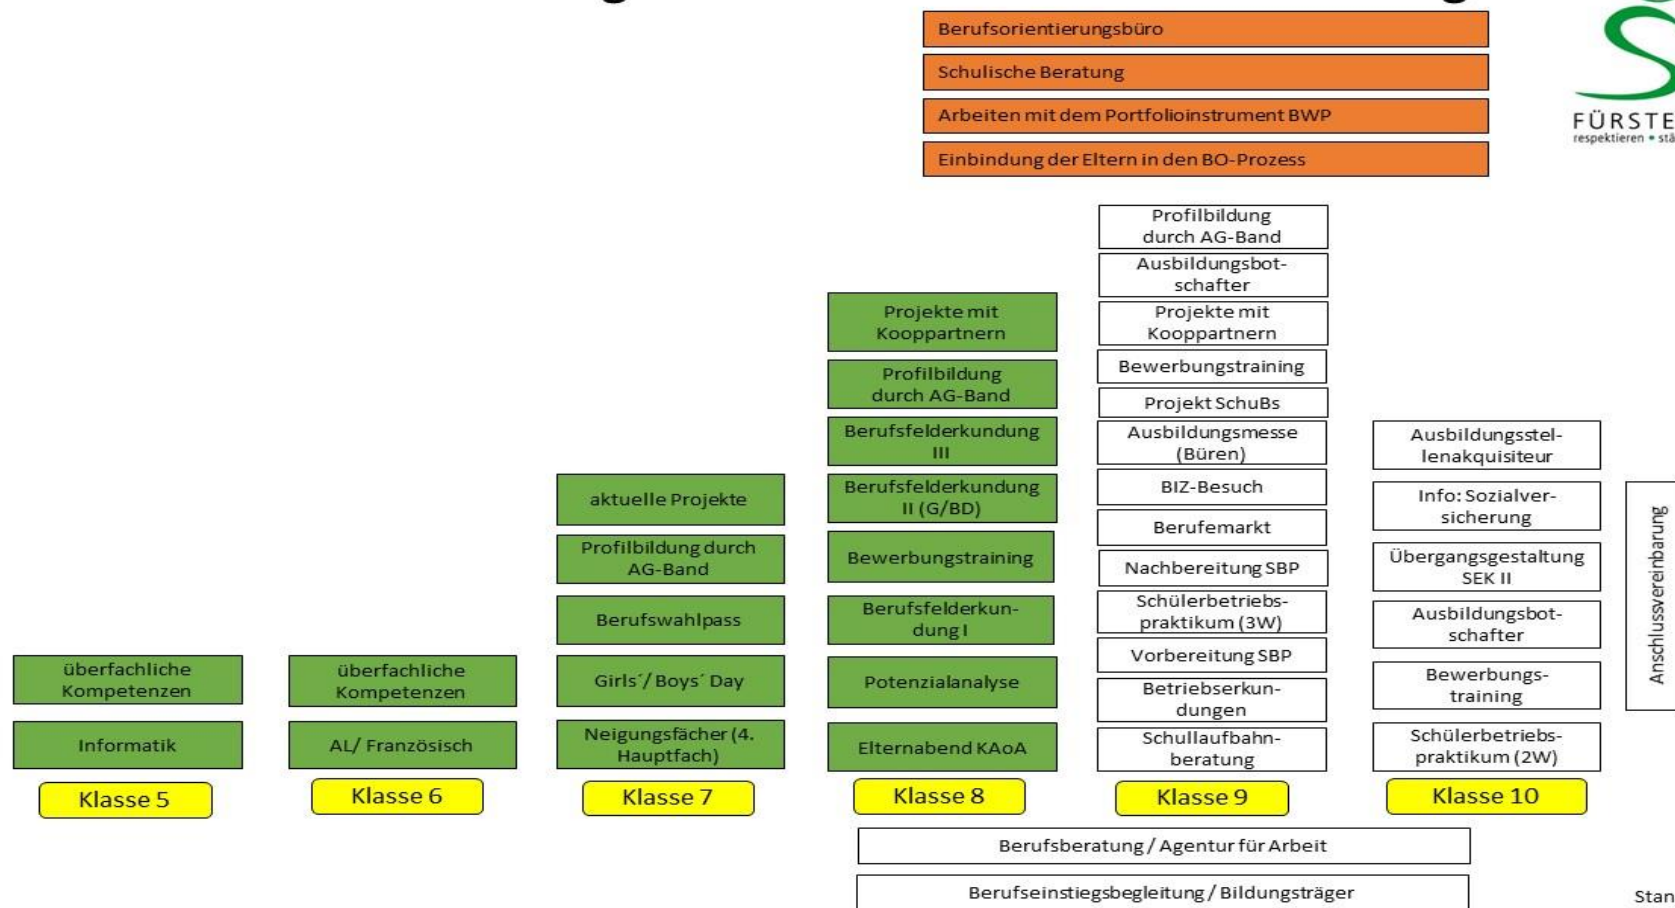 Berufsorientierungsbüro
Schulische Beratung
Arbeiten mit dem Portfolioinstrument BWP
Einbindung der Eltern in den BO-Prozess
respektieren •
überfachliche
Kompetenzen
Informatik
Klasse 5
überfachliche
Kompetenzen
AL/ Französisch
Klasse 6
aktuelle Projekte
Profilbildung durch
AG-Band
Berufswahlpass
Girls´/ Boys´ Day
Neigungsfächer (4.
Hauptfach)
Klasse 7
Projekte mit
Kooppartnern
Profilbildung
durch AG-Band
Berufsfelderkundung
III
Berufsfelderkundung
II (G/BD)
Bewerbungstraining
Berufsfelderkun-
dung I
Potenzialanalyse
Elternabend KAoA
Klasse 8
Profilbildung
durch AG-Band
Ausbildungsbot-
schafter
Projekte mit
Kooppartnern
Bewerbungstraining
Projekt SchuBs
Ausbildungsmesse
(Büren)
BIZ-Besuch
Berufemarkt
Nachbereitung SBP
Schülerbetriebs-
praktikum (3W)
Vorbereitung SBP
Betriebserkun-
dungen
Schullaufbahn-
beratung
Klasse 9
Ausbildungsstel-
lenakquisiteur
Info: Sozialver-
sicherung
Übergangsgestaltung
SEK II
Ausbildungsbot-
schafter
Bewerbungs-
training
Schülerbetriebs-
praktikum (2W)
Klasse 10
Anschlussvereinbarung
Berufsberatung / Agentur für Arbeit
Berufseinstiegsbegleitung / Bildungsträger